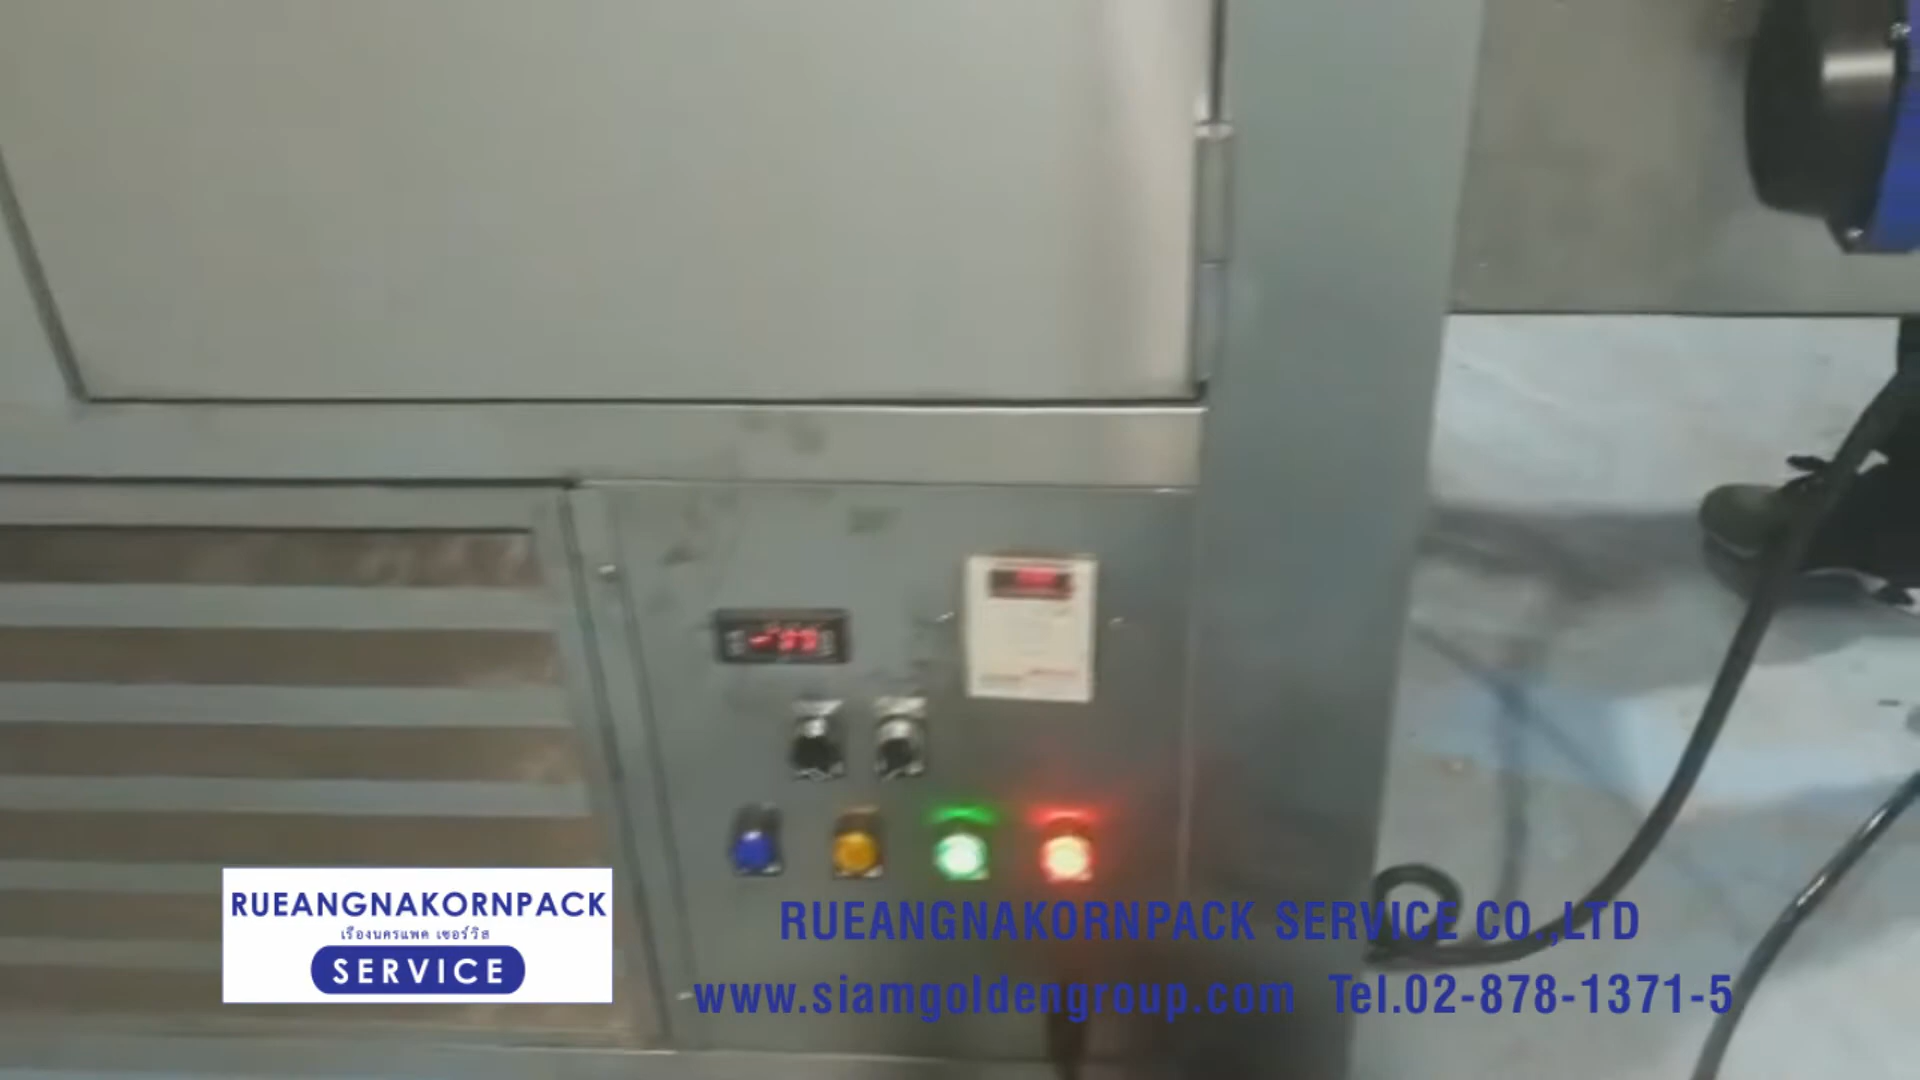 RUEANGNAKORNPACK
เรืองนครแพค เซอร์วิส
SERVICE
RUEANGNAKORNPACK SERVICE CO.,LTD
www.siamgoldengroup.com Tel.02-878-1371-5